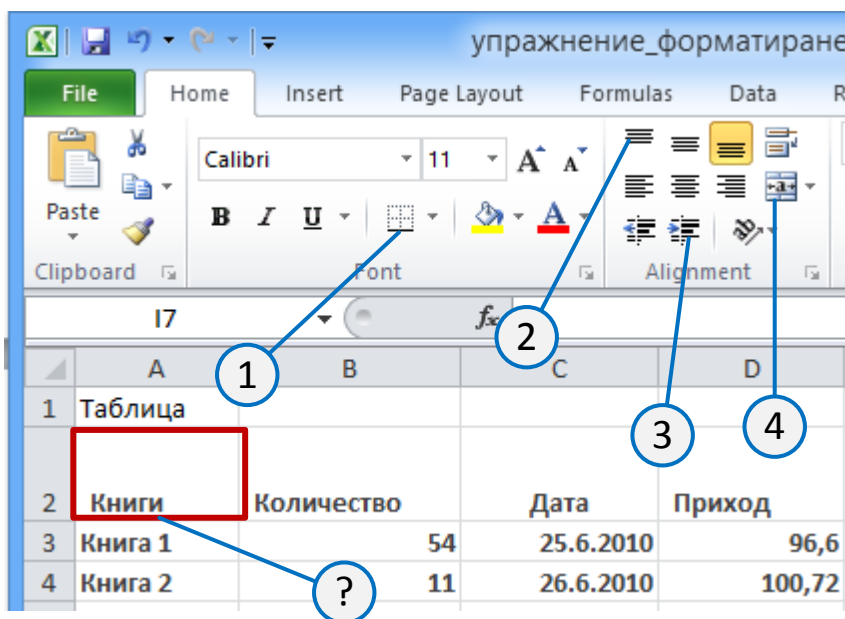 упражнение_форматиране
File Home Insert Page Layout Formulas Data
Calibri 11 A A
Paste B I U A
Clipboard Font Alignment
I7 fx
2
A B C D
1
1 Таблица
3 4
2 Книги Количество Дата Приход
3 Книга 1 54 25.6.2010 96,6
4 Книга 2 11 26.6.2010 100,72
?